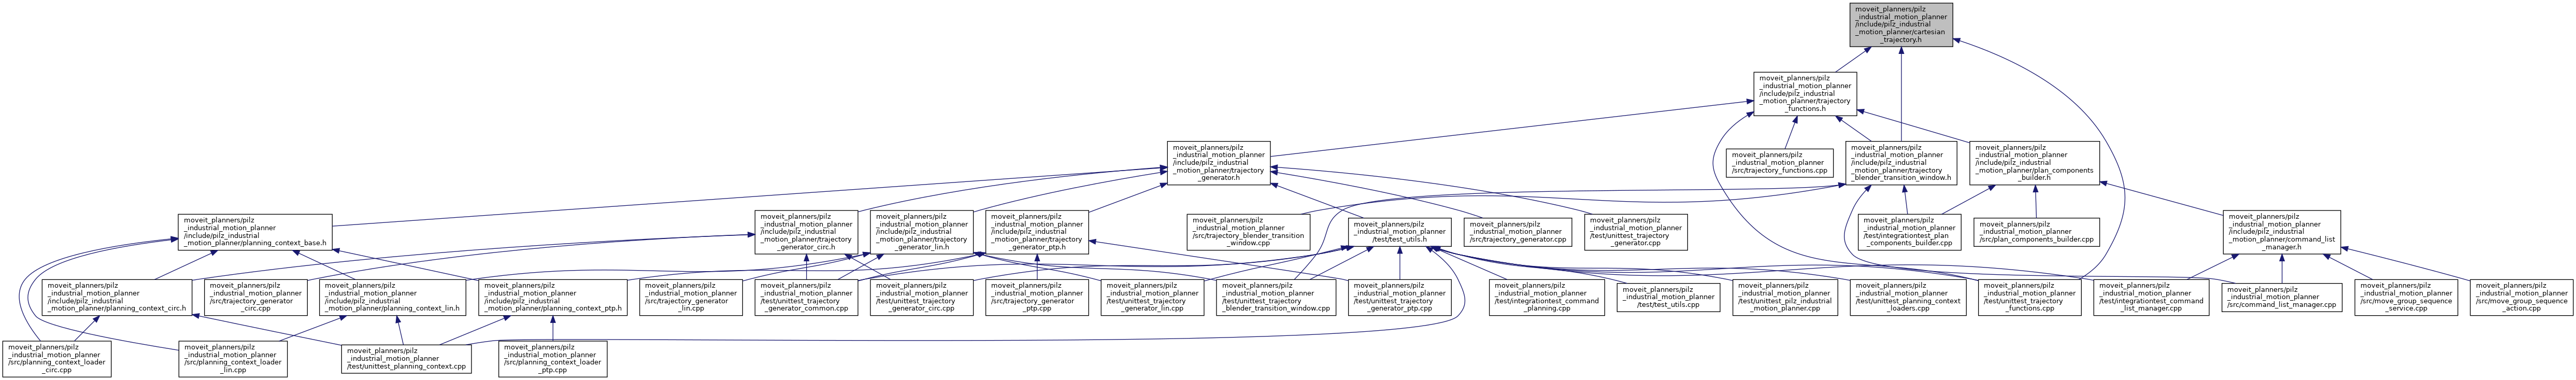 moveit_planners/pilz
_industrial_motion_planner
/include/pilz_industrial
_motion_planner/cartesian
_trajectory.h
moveit_planners/pilz
_industrial_motion_planner
/include/pilz_industrial
_motion_planner/trajectory
_functions.h
moveit_planners/pilz
_industrial_motion_planner
/include/pilz_industrial
_motion_planner/trajectory
_generator.h
moveit_planners/pilz
_industrial_motion_planner
/src/trajectory_functions.cpp
moveit_planners/pilz
_industrial_motion_planner
/include/pilz_industrial
_motion_planner/trajectory
_blender_transition_window.h
moveit_planners/pilz
_industrial_motion_planner
/include/pilz_industrial
_motion_planner/plan_components
_builder.h
moveit_planners/pilz
_industrial_motion_planner
/include/pilz_industrial
_motion_planner/planning_context_base.h
moveit_planners/pilz
_industrial_motion_planner
/include/pilz_industrial
_motion_planner/trajectory
_generator_circ.h
moveit_planners/pilz
_industrial_motion_planner
/include/pilz_industrial
_motion_planner/trajectory
_generator_lin.h
moveit_planners/pilz
_industrial_motion_planner
/include/pilz_industrial
_motion_planner/trajectory
_generator_ptp.h
moveit_planners/pilz
_industrial_motion_planner
/src/trajectory_blender_transition
_window.cpp
moveit_planners/pilz
_industrial_motion_planner
/test/test_utils.h
moveit_planners/pilz
_industrial_motion_planner
/src/trajectory_generator.cpp
moveit_planners/pilz
_industrial_motion_planner
/test/unittest_trajectory
_generator.cpp
moveit_planners/pilz
_industrial_motion_planner
/test/integrationtest_plan
_components_builder.cpp
moveit_planners/pilz
_industrial_motion_planner
/src/plan_components_builder.cpp
moveit_planners/pilz
_industrial_motion_planner
/include/pilz_industrial
_motion_planner/command_list
_manager.h
moveit_planners/pilz
_industrial_motion_planner
/include/pilz_industrial
_motion_planner/planning_context_circ.h
moveit_planners/pilz
_industrial_motion_planner
/src/trajectory_generator
_circ.cpp
moveit_planners/pilz
_industrial_motion_planner
/include/pilz_industrial
_motion_planner/planning_context_lin.h
moveit_planners/pilz
_industrial_motion_planner
/include/pilz_industrial
_motion_planner/planning_context_ptp.h
moveit_planners/pilz
_industrial_motion_planner
/src/trajectory_generator
_lin.cpp
moveit_planners/pilz
_industrial_motion_planner
/test/unittest_trajectory
_generator_common.cpp
moveit_planners/pilz
_industrial_motion_planner
/test/unittest_trajectory
_generator_circ.cpp
moveit_planners/pilz
_industrial_motion_planner
/src/trajectory_generator
_ptp.cpp
moveit_planners/pilz
_industrial_motion_planner
/test/unittest_trajectory
_generator_lin.cpp
moveit_planners/pilz
_industrial_motion_planner
/test/unittest_trajectory
_blender_transition_window.cpp
moveit_planners/pilz
_industrial_motion_planner
/test/unittest_trajectory
_generator_ptp.cpp
moveit_planners/pilz
_industrial_motion_planner
/test/integrationtest_command
_planning.cpp
moveit_planners/pilz
_industrial_motion_planner
/test/test_utils.cpp
moveit_planners/pilz
_industrial_motion_planner
/test/unittest_pilz_industrial
_motion_planner.cpp
moveit_planners/pilz
_industrial_motion_planner
/test/unittest_planning_context
_loaders.cpp
moveit_planners/pilz
_industrial_motion_planner
/test/unittest_trajectory
_functions.cpp
moveit_planners/pilz
_industrial_motion_planner
/test/integrationtest_command
_list_manager.cpp
moveit_planners/pilz
_industrial_motion_planner
/src/command_list_manager.cpp
moveit_planners/pilz
_industrial_motion_planner
/src/move_group_sequence
_service.cpp
moveit_planners/pilz
_industrial_motion_planner
/src/move_group_sequence
_action.cpp
moveit_planners/pilz
_industrial_motion_planner
/src/planning_context_loader
_circ.cpp
moveit_planners/pilz
_industrial_motion_planner
/src/planning_context_loader
_lin.cpp
moveit_planners/pilz
_industrial_motion_planner
/test/unittest_planning_context.cpp
moveit_planners/pilz
_industrial_motion_planner
/src/planning_context_loader
_ptp.cpp